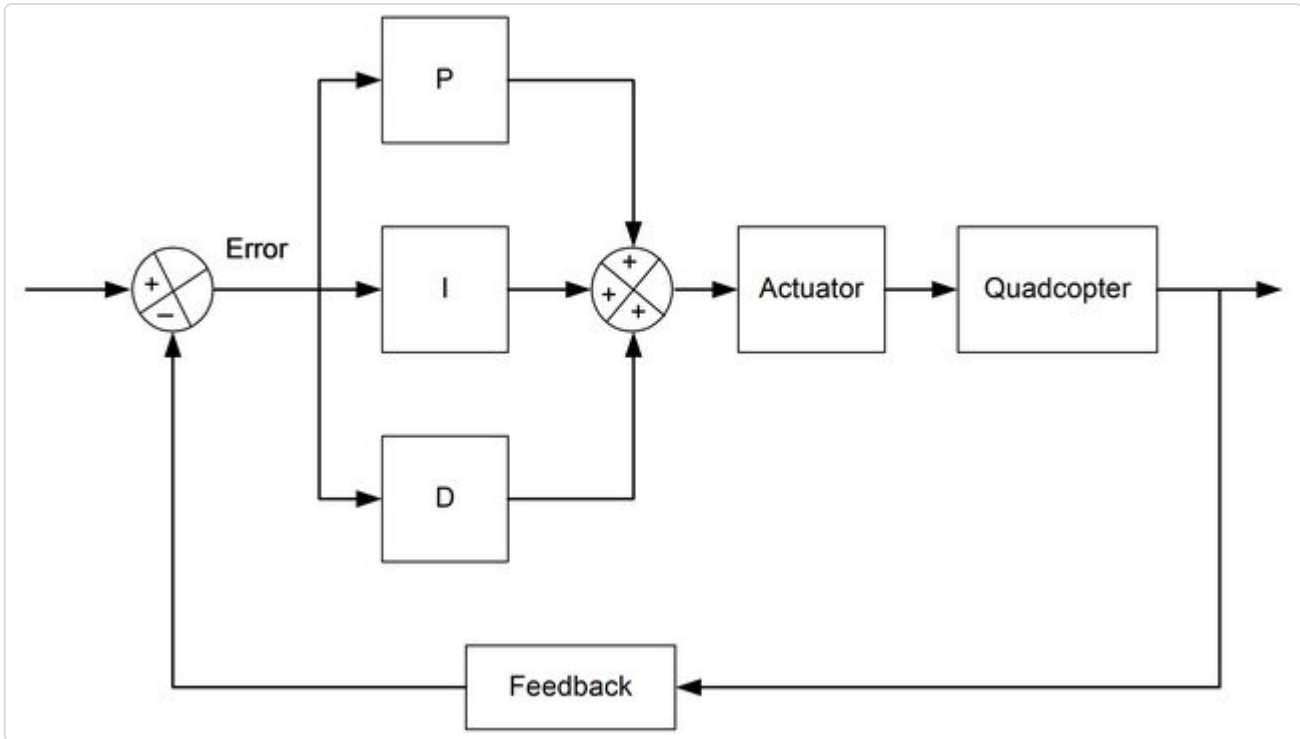 P
Error
+
−
I
+
+
+
Actuator
Quadcopter
D
Feedback